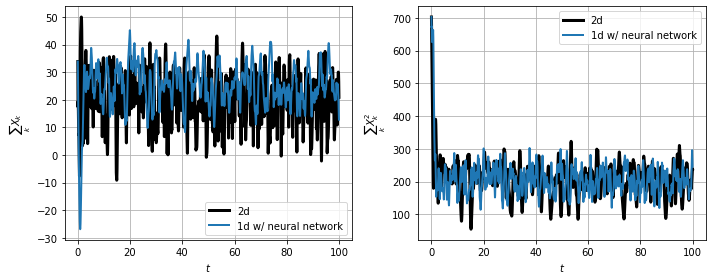 50
40
30
20
10
0
−10
−20
−30
∑ₖ Xₖ
0 20 40 60 80 100
t
2d
1d w/ neural network
700
600
500
400
300
200
100
∑ₖ Xₖ²
0 20 40 60 80 100
t
2d
1d w/ neural network